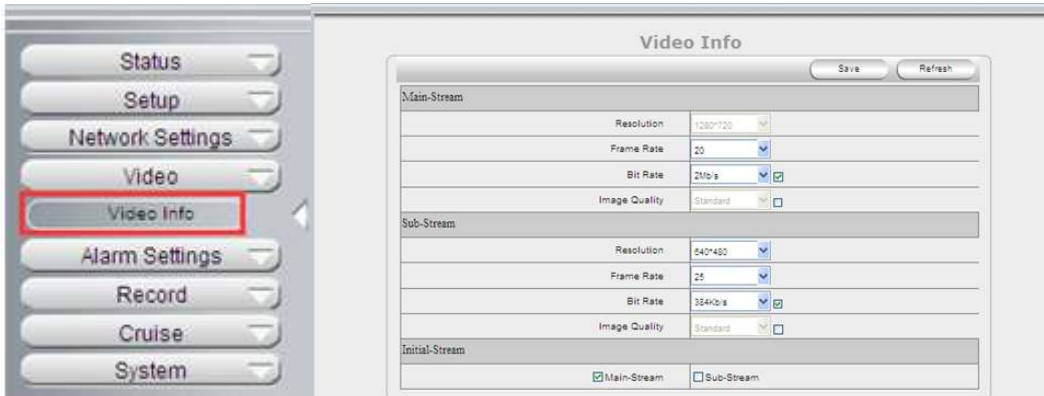 Status
Setup
Network Settings
Video
Video Info
Alarm Settings
Record
Cruise
System
Video Info
Save Refresh
Main-Stream
Resolution 1280*720
Frame Rate 20
Bit Rate 2Mb/s
Image Quality Standard
Sub-Stream
Resolution 640*480
Frame Rate 25
Bit Rate 384Kb/s
Image Quality Standard
Initial-Stream
Main-Stream Sub-Stream